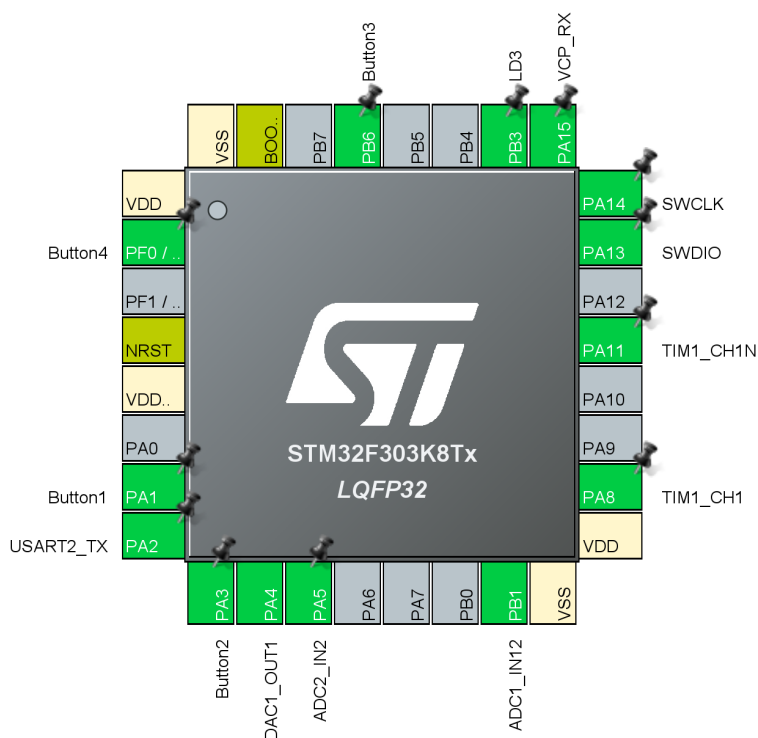 Button3
LD3
VCP_RX
VSS
BOO..
PB7
PB6
PB5
PB4
PB3
PA15
VDD
PA14
SWCLK
Button4
PF0 / ..
PA13
SWDIO
PF1 / ..
PA12
NRST
PA11
TIM1_CH1N
VDD..
PA10
PA0
PA9
STM32F303K8Tx
LQFP32
Button1
PA1
PA8
TIM1_CH1
USART2_TX
PA2
VDD
PA3
PA4
PA5
PA6
PA7
PB0
PB1
VSS
Button2
DAC1_OUT1
ADC2_IN2
ADC1_IN12